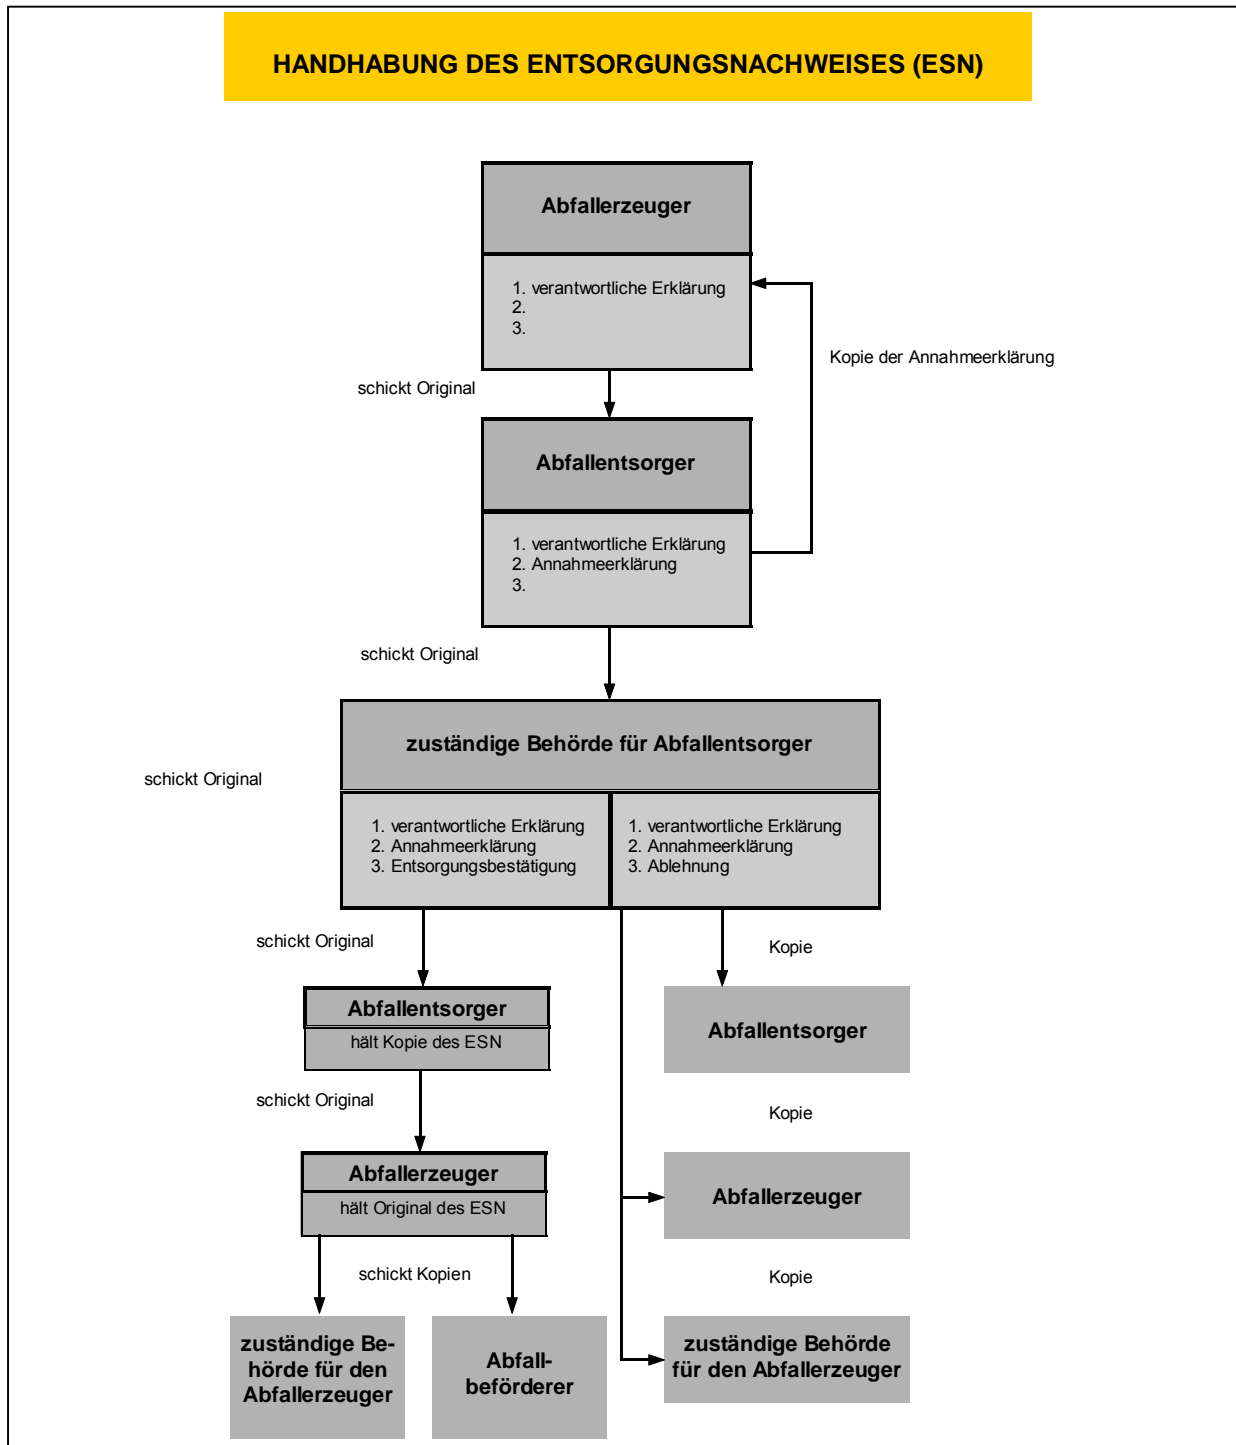 HANDHABUNG DES ENTSORGUNGSNACHWEISES (ESN)
Abfallerzeuger
1. verantwortliche Erklärung
2.
3.
Kopie der Annahmeerklärung
schickt Original
Abfallentsorger
1. verantwortliche Erklärung
2. Annahmeerklärung
3.
schickt Original
zuständige Behörde für Abfallentsorger
schickt Original
1. verantwortliche Erklärung
2. Annahmeerklärung
3. Entsorgungsbestätigung
1. verantwortliche Erklärung
2. Annahmeerklärung
3. Ablehnung
schickt Original
Kopie
Abfallentsorger
hält Kopie des ESN
Abfallentsorger
schickt Original
Kopie
Abfallerzeuger
hält Original des ESN
Abfallerzeuger
schickt Kopien
Kopie
zuständige Be-
hörde für den
Abfallerzeuger
Abfall-
beförderer
zuständige Behörde
für den Abfallerzeuger